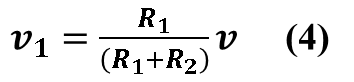 v₁ = R₁/(R₁+R₂) v (4)